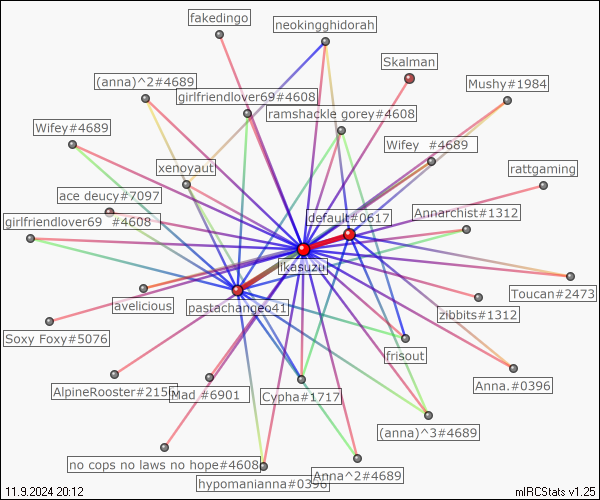 fakedingo
neokingghidorah
Skalman
(anna)^2#4689
Mushy#1984
girlfriendlover69#4608
ramshackle gorey#4608
Wifey#4689
Wifey #4689
xenoyaut
rattgaming
ace deucy#7097
default#0617
Annarchist#1312
girlfriendlover69 #4608
ikasuzu
Toucan#2473
avelicious
pastachangeo41
zibbits#1312
Soxy Foxy#5076
frisout
AlpineRooster#215
Mad #6901
Cypha#1717
Anna.#0396
(anna)^3#4689
no cops no laws no hope#4608
Anna^2#4689
hypomanianna#0396
11.9.2024 20:12
mIRCStats v1.25